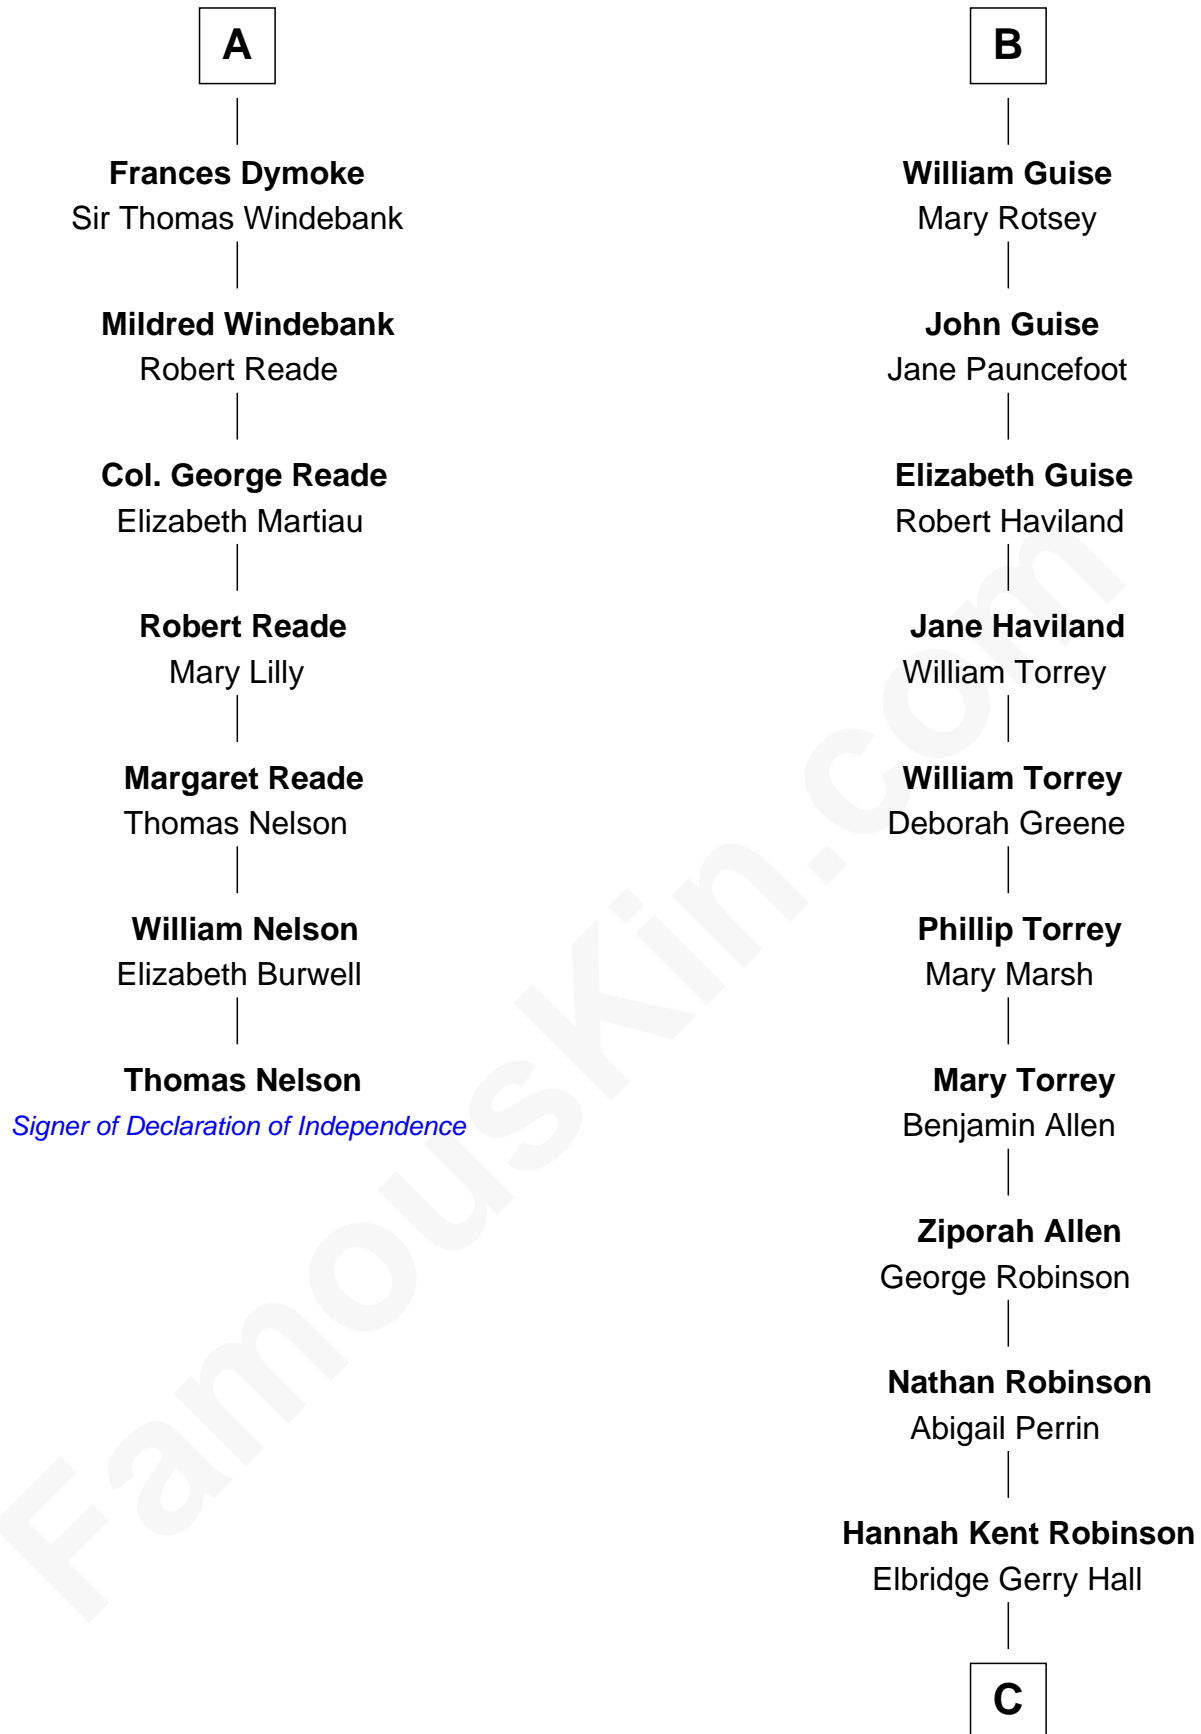 A
Frances Dymoke
Sir Thomas Windebank
Mildred Windebank
Robert Reade
Col. George Reade
Elizabeth Martiau
Robert Reade
Mary Lilly
Margaret Reade
Thomas Nelson
William Nelson
Elizabeth Burwell
Thomas Nelson
Signer of Declaration of Independence
B
William Guise
Mary Rotsey
John Guise
Jane Pauncefoot
Elizabeth Guise
Robert Haviland
Jane Haviland
William Torrey
William Torrey
Deborah Greene
Phillip Torrey
Mary Marsh
Mary Torrey
Benjamin Allen
Ziporah Allen
George Robinson
Nathan Robinson
Abigail Perrin
Hannah Kent Robinson
Elbridge Gerry Hall
C
FamousKin.com